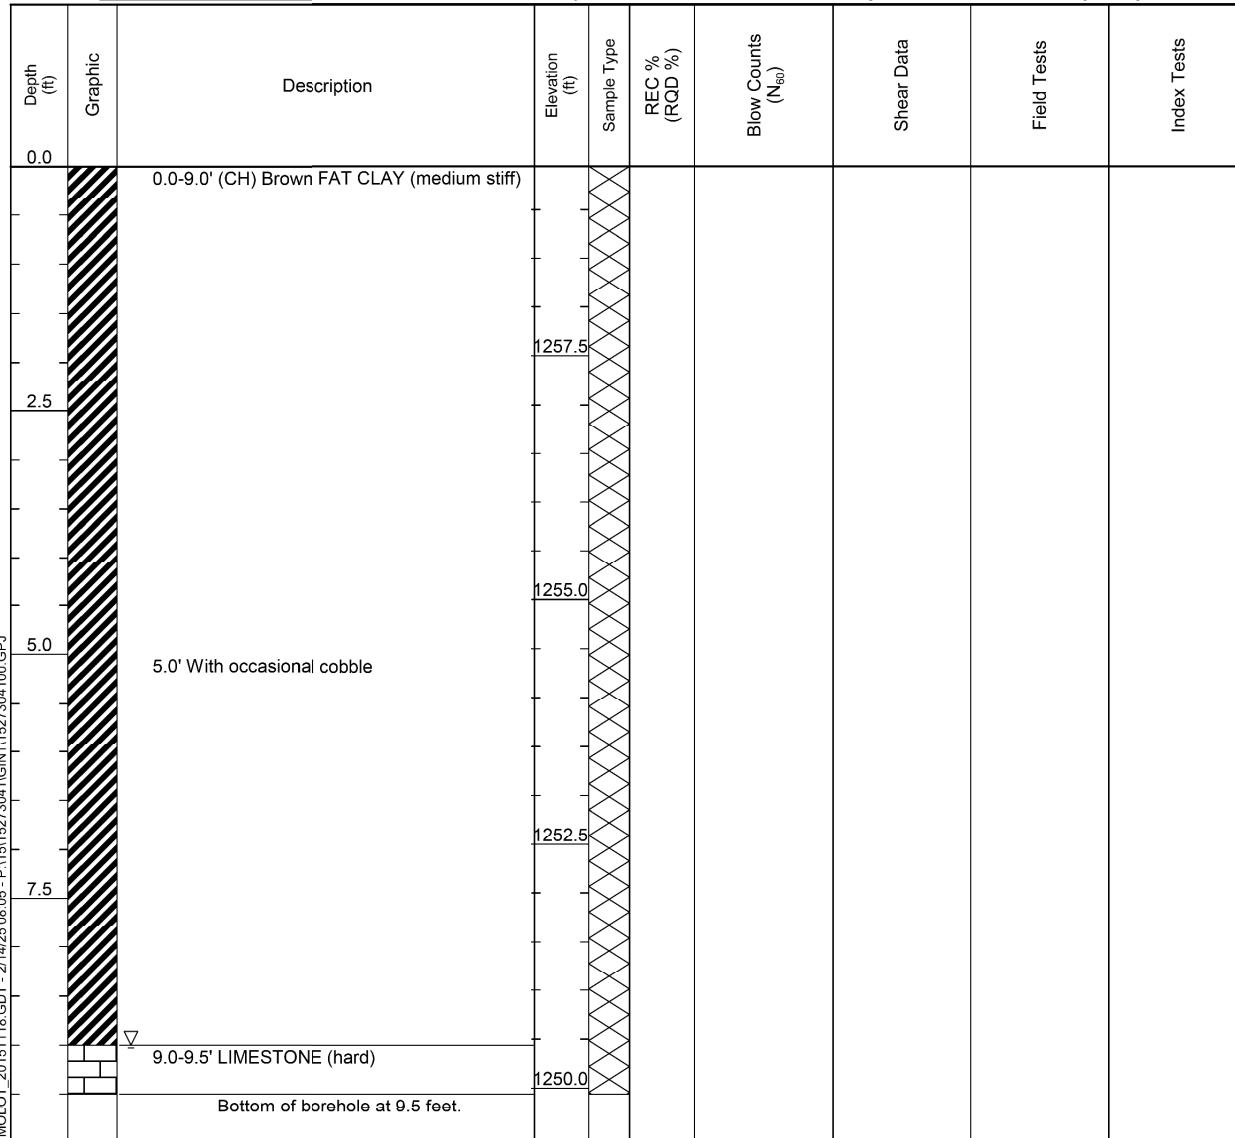 Depth (ft)
Graphic
Description
Elevation (ft)
Sample Type
REC % (RQD %)
Blow Counts (N60)
Shear Data
Field Tests
Index Tests
0.0
0.0-9.0' (CH) Brown FAT CLAY (medium stiff)
1257.5
2.5
1255.0
5.0
5.0' With occasional cobble
1252.5
7.5
9.0-9.5' LIMESTONE (hard)
1250.0
Bottom of borehole at 9.5 feet.